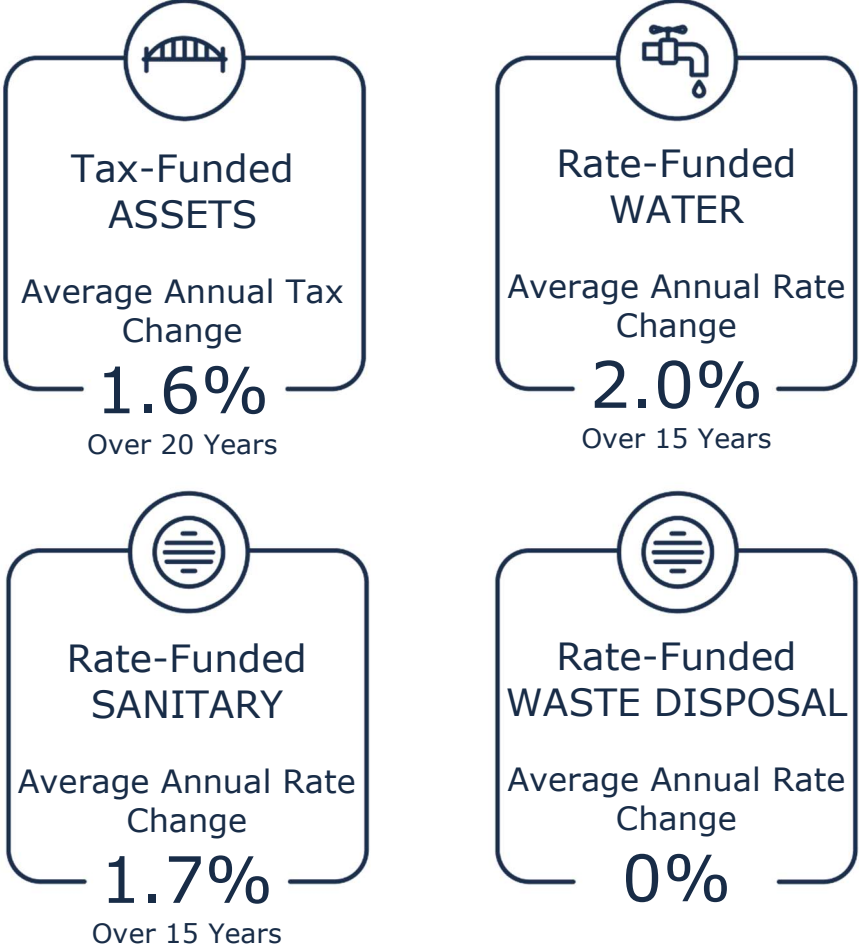 Tax-Funded
ASSETS
Average Annual Tax
Change
1.6%
Over 20 Years
Rate-Funded
WATER
Average Annual Rate
Change
2.0%
Over 15 Years
Rate-Funded
SANITARY
Average Annual Rate
Change
1.7%
Over 15 Years
Rate-Funded
WASTE DISPOSAL
Average Annual Rate
Change
0%